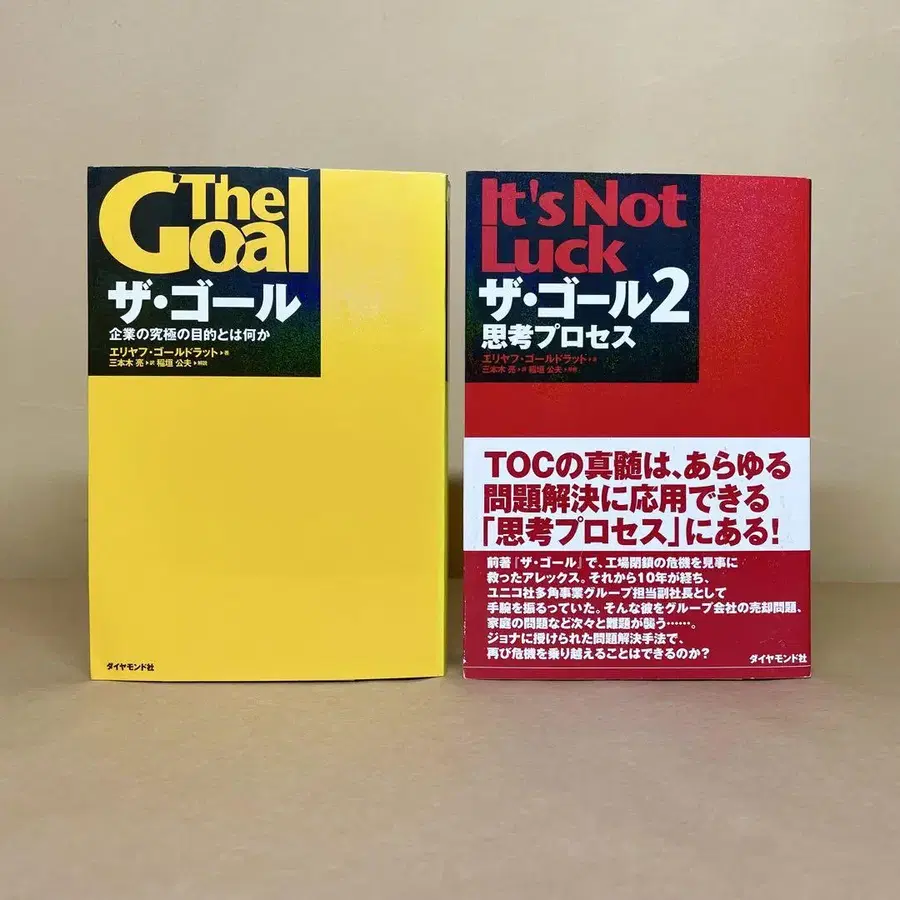 The
Goal
ザ・ゴール
企業の究極の目的とは何か
エリヤフ・ゴールドラット▶著
三本木 亮▶訳 稲垣 公夫▶解説
ダイヤモンド社
It's Not
Luck
ザ・ゴール2
思考プロセス
エリヤフ・ゴールドラット▶著
三本木 亮▶訳 稲垣 公夫
TOCの真髄は、あらゆる
問題解決に応用できる
「思考プロセス」にある!
前著『ザ・ゴール』で、工場閉鎖の危機を見事に
救ったアレックス。それから10年が経ち、
ユニコ社多角事業グループ担当副社長として
手腕を振るっていた。そんな彼をグループ会社の売却問題、
家庭の問題など次々と難題が襲う……。
ジョナに授けられた問題解決手法で、
再び危機を乗り越えることはできるのか?
ダイヤモンド社